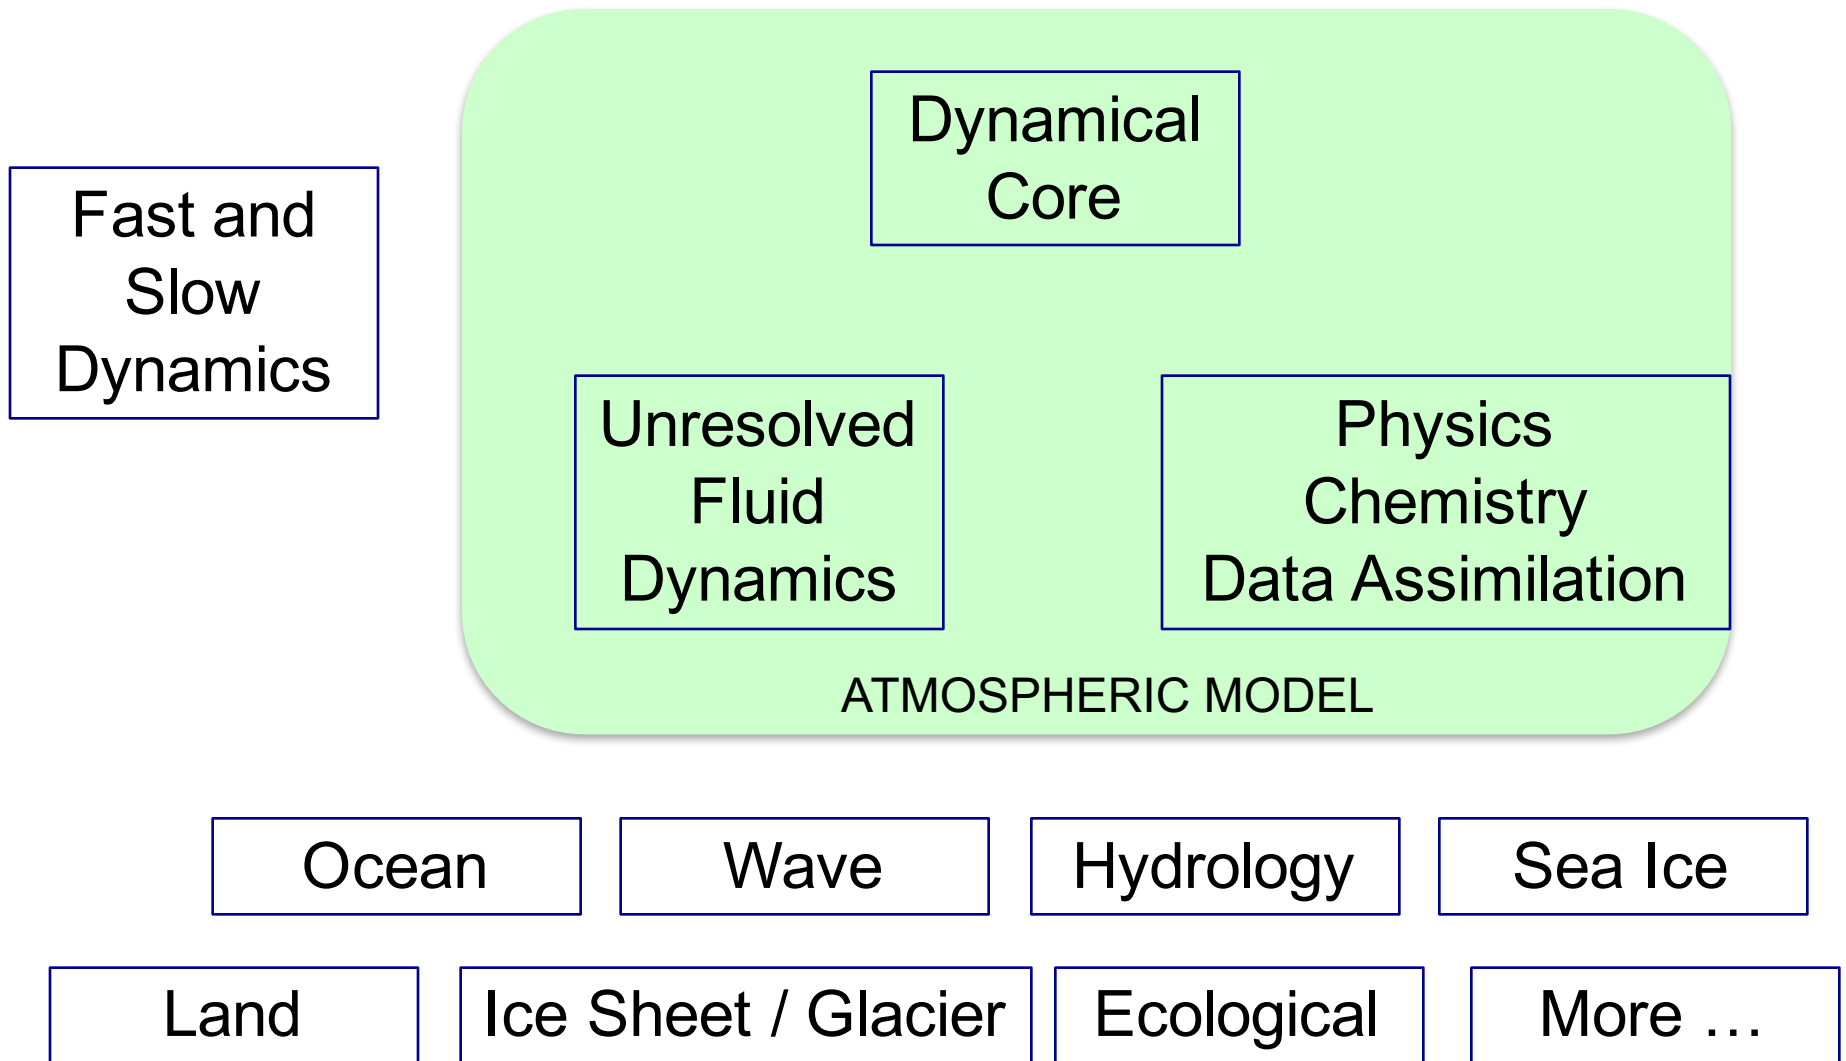 Dynamical
Core
Fast and
Slow
Dynamics
Unresolved
Fluid
Dynamics
Physics
Chemistry
Data Assimilation
ATMOSPHERIC MODEL
Ocean
Wave
Hydrology
Sea Ice
Land
Ice Sheet / Glacier
Ecological
More …